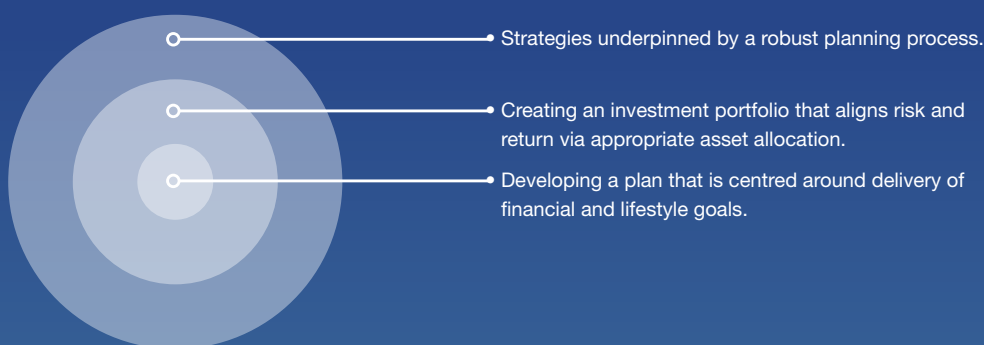 Strategies underpinned by a robust planning process.
Creating an investment portfolio that aligns risk and
return via appropriate asset allocation.
Developing a plan that is centred around delivery of
financial and lifestyle goals.